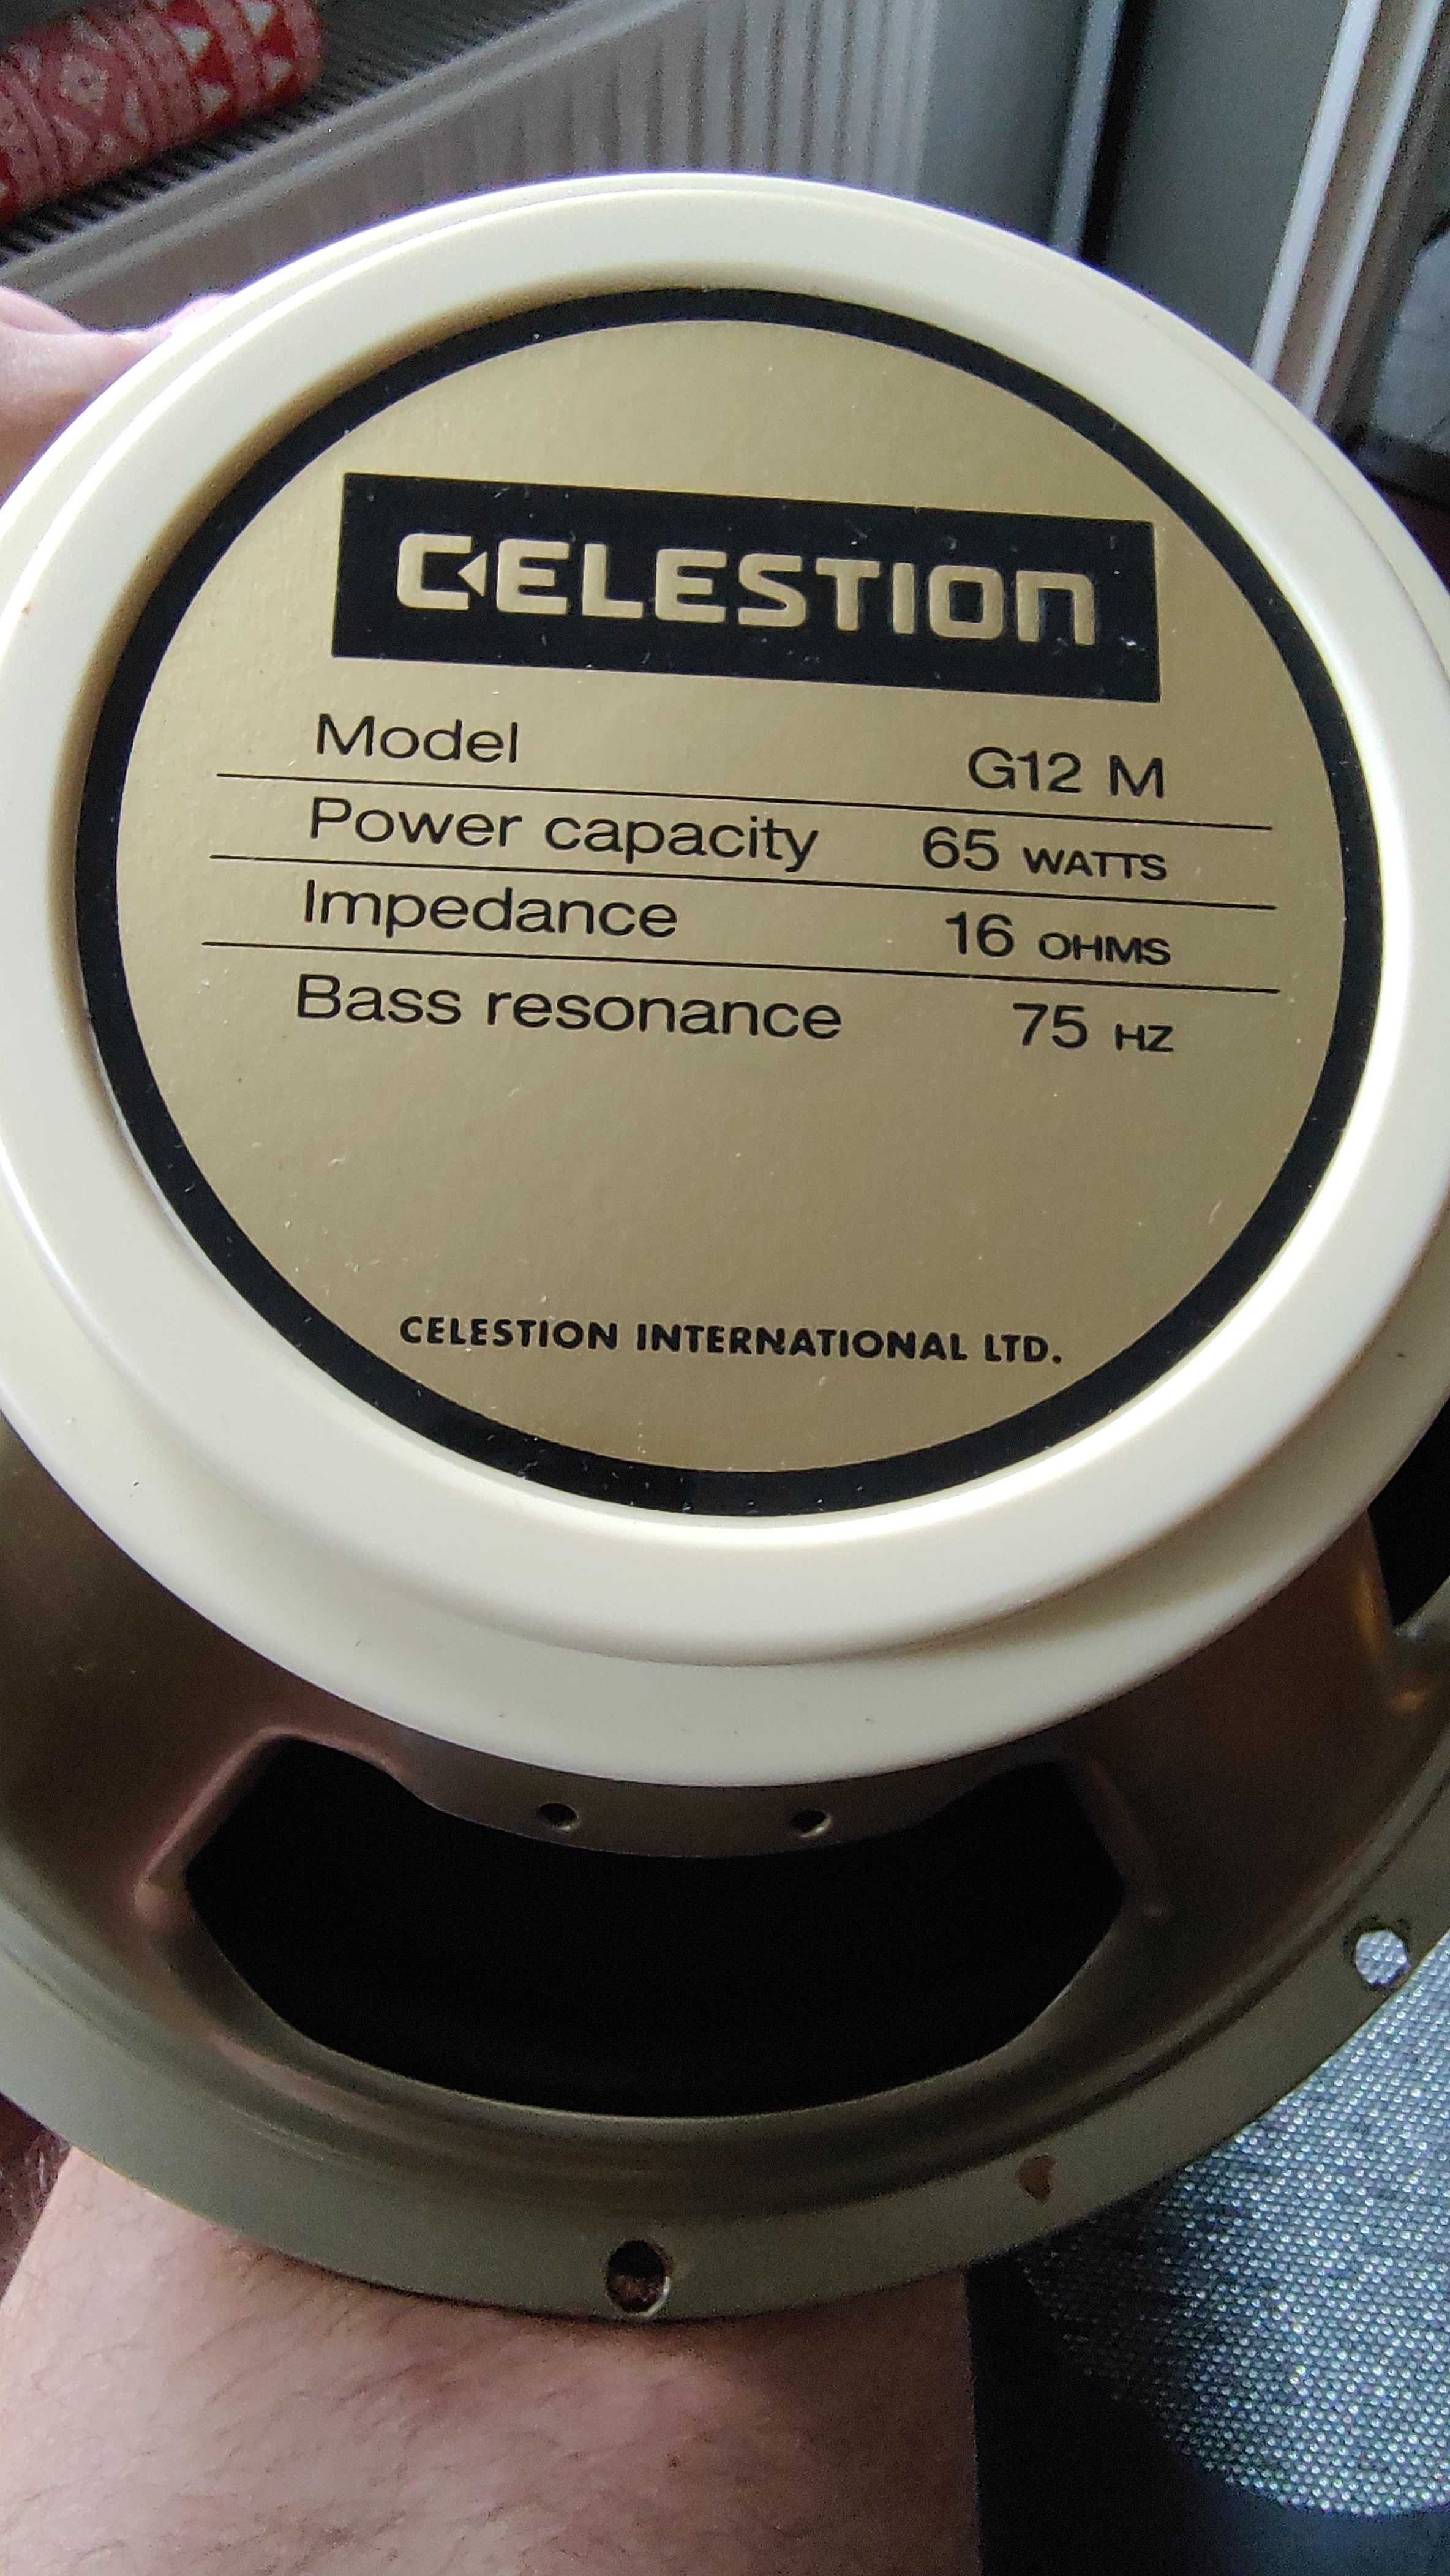 CELESTION
Model G12 M
Power capacity 65 WATTS
Impedance 16 OHMS
Bass resonance 75 HZ
CELESTION INTERNATIONAL LTD.